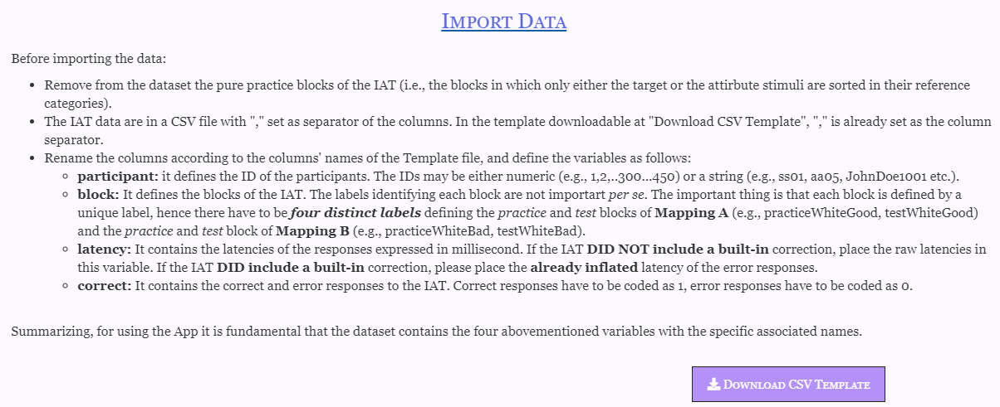 IMPORT DATA
Before importing the data:
• Remove from the dataset the pure practice blocks of the IAT (i.e., the blocks in which only either the target or the attirbute stimuli are sorted in their reference
categories).
• The IAT data are in a CSV file with "," set as separator of the columns. In the template downloadable at "Download CSV Template", "," is already set as the column
separator.
• Rename the columns according to the columns' names of the Template file, and define the variables as follows:
◦ participant: it defines the ID of the participants. The IDs may be either numeric (e.g., 1,2,..300...450) or a string (e.g., ss01, aa05, JohnDoe1001 etc.).
◦ block: It defines the blocks of the IAT. The labels identifying each block are not importart per se. The important thing is that each block is defined by a
unique label, hence there have to be four distinct labels defining the practice and test blocks of Mapping A (e.g., practiceWhiteGood, testWhiteGood)
and the practice and test block of Mapping B (e.g., practiceWhiteBad, testWhiteBad).
◦ latency: It contains the latencies of the responses expressed in millisecond. If the IAT DID NOT include a built-in correction, place the raw latencies in
this variable. If the IAT DID include a built-in correction, please place the already inflated latency of the error responses.
◦ correct: It contains the correct and error responses to the IAT. Correct responses have to be coded as 1, error responses have to be coded as 0.
Summarizing, for using the App it is fundamental that the dataset contains the four abovementioned variables with the specific associated names.
DOWNLOAD CSV TEMPLATE